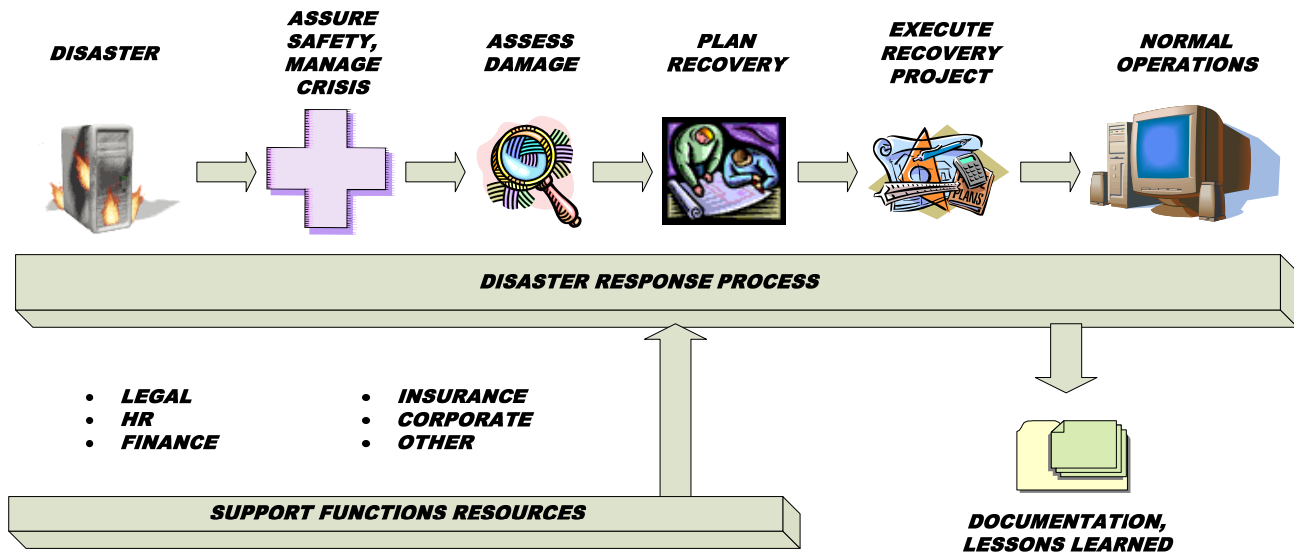 DISASTER
ASSURE
SAFETY,
MANAGE
CRISIS
ASSESS
DAMAGE
PLAN
RECOVERY
EXECUTE
RECOVERY
PROJECT
NORMAL
OPERATIONS
PLANS
DISASTER RESPONSE PROCESS
• LEGAL
• HR
• FINANCE
• INSURANCE
• CORPORATE
• OTHER
SUPPORT FUNCTIONS RESOURCES
DOCUMENTATION,
LESSONS LEARNED